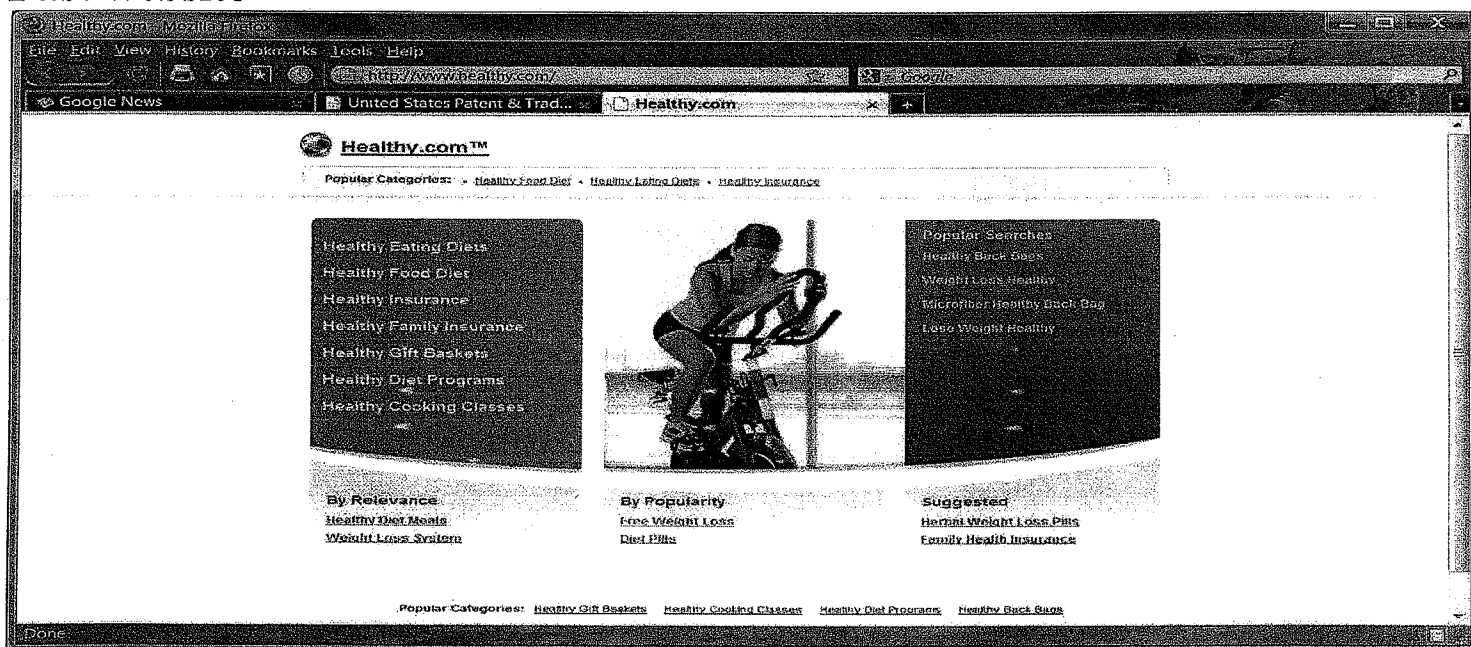 Healthy.com - Mozilla Firefox
File Edit View History Bookmarks Tools Help
http://www.healthy.com/
Google
Google News
United States Patent & Trad...
Healthy.com
Healthy.com™
Popular Categories: • Healthy Food Diet • Healthy Eating Diets • Healthy Insurance
Healthy Eating Diets
Healthy Food Diet
Healthy Insurance
Healthy Family Insurance
Healthy Gift Baskets
Healthy Diet Programs
Healthy Cooking Classes
Popular Searches
Healthy Back Bags
Weight Loss Healthy
Microfiber Healthy Back Bag
Lose Weight Healthy
By Relevance
Healthy Diet Meals
Weight Loss System
By Popularity
Free Weight Loss
Diet Pills
Suggested
Herbal Weight Loss Pills
Family Health Insurance
Popular Categories: Healthy Gift Baskets Healthy Cooking Classes Healthy Diet Programs Healthy Back Bags
Done